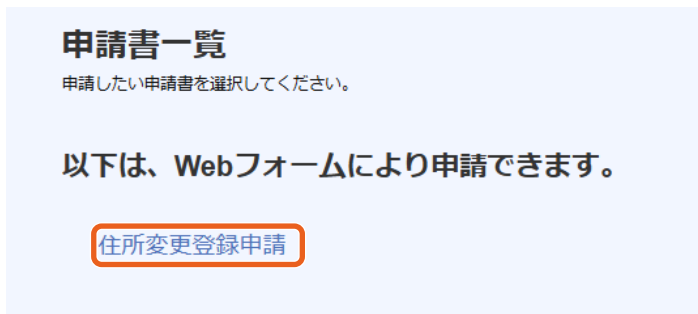 申請書一覧
申請したい申請書を選択してください。
以下は、Webフォームにより申請できます。
住所変更登録申請